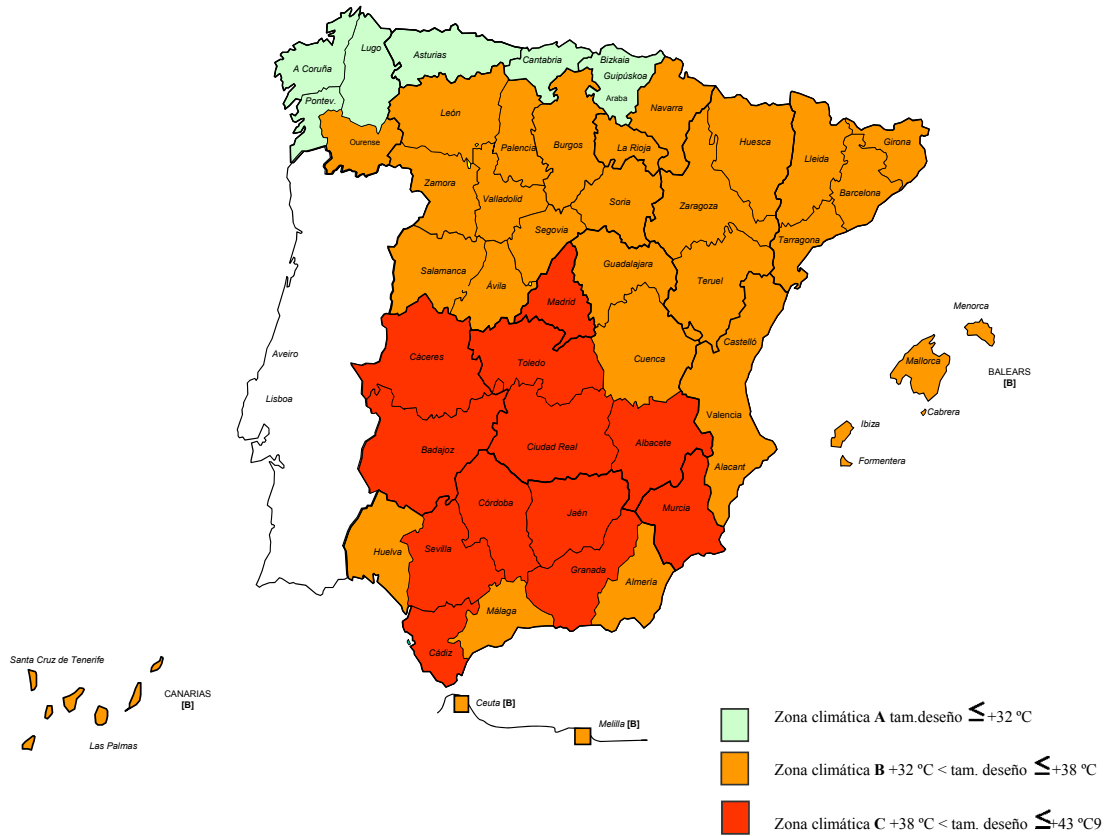 Lugo
Asturias
Cantabria
Bizkaia
A Coruña
Guipúskoa
Araba
Pontev.
Navarra
León
Ourense
Palencia
Burgos
La Rioja
Huesca
Lleida
Girona
Zamora
Valladolid
Soria
Zaragoza
Barcelona
Segovia
Tarragona
Salamanca
Ávila
Guadalajara
Teruel
Madrid
Menorca
Aveiro
Cáceres
Toledo
Cuenca
Castelló
Mallorca
BALEARS
[B]
Lisboa
Cabrera
Valencia
Ibiza
Badajoz
Ciudad Real
Albacete
Formentera
Alacant
Córdoba
Jaén
Murcia
Huelva
Sevilla
Granada
Almería
Málaga
Cádiz
Santa Cruz de Tenerife
CANARIAS
[B]
Las Palmas
Ceuta [B]
Melilla [B]
Zona climática A tam.deseño ≤+32 ºC
Zona climática B +32 ºC < tam. deseño ≤+38 ºC
Zona climática C +38 ºC < tam. deseño ≤+43 ºC9